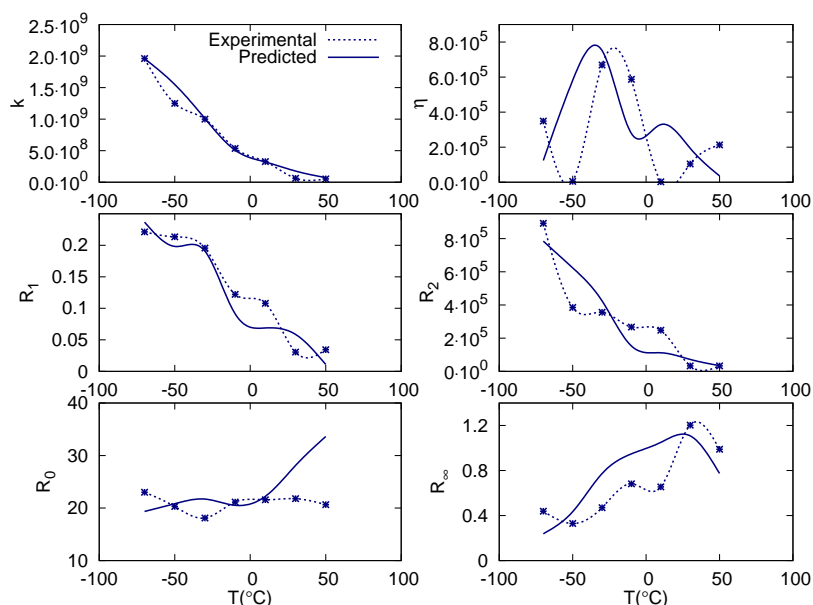 Experimental
Predicted
k
2.5·10⁹
2.0·10⁹
1.5·10⁹
1.0·10⁹
5.0·10⁸
0.0·10⁰
-100 -50 0 50 100
η
8.0·10⁵
6.0·10⁵
4.0·10⁵
2.0·10⁵
0.0·10⁰
-100 -50 0 50 100
R₁
0.2
0.15
0.1
0.05
0
-100 -50 0 50 100
R₂
8·10⁵
6·10⁵
4·10⁵
2·10⁵
0·10⁰
-100 -50 0 50 100
R₀
40
30
20
10
-100 -50 0 50 100
T(°C)
R∞
1.2
0.8
0.4
0
-100 -50 0 50 100
T(°C)